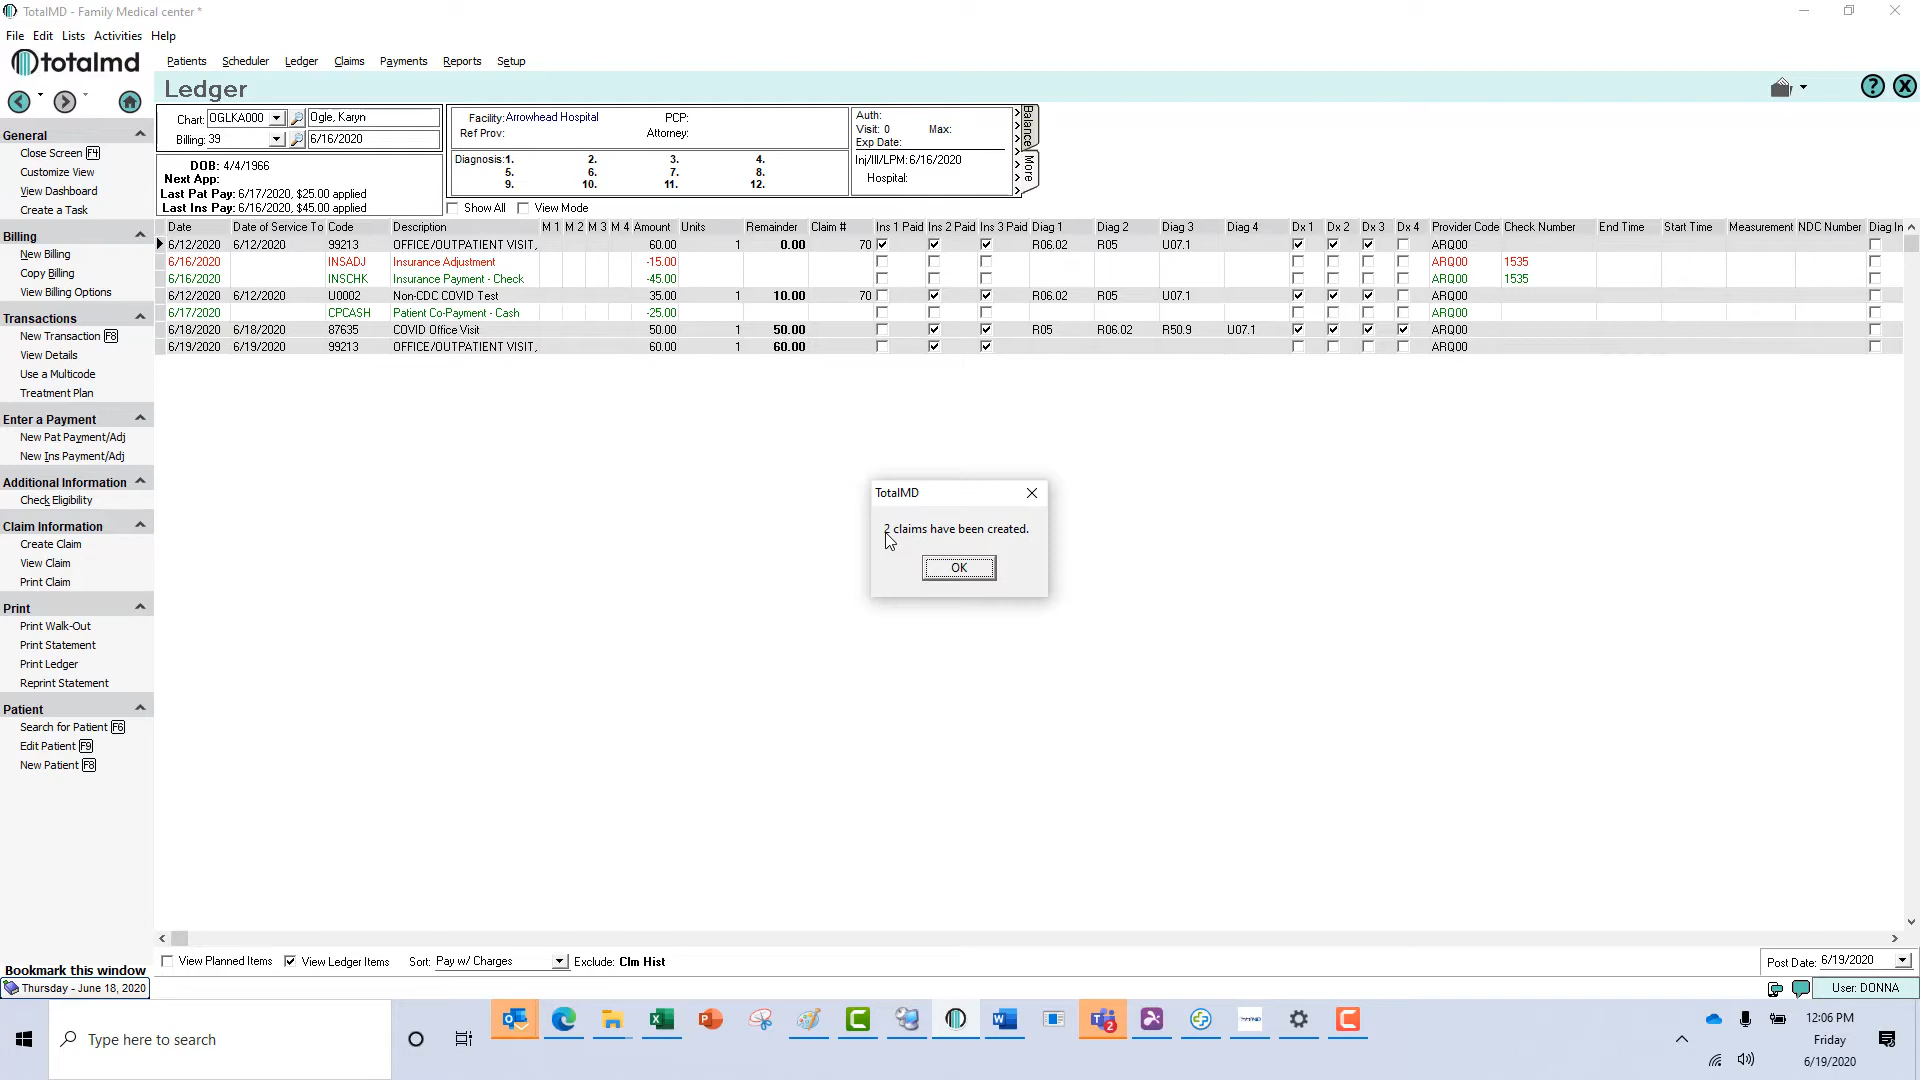 TotalMD - Family Medical center *
File Edit Lists Activities Help
totalmd
Patients Scheduler Ledger Claims Payments Reports Setup
Ledger
General
Close Screen F4
Customize View
View Dashboard
Create a Task
Billing
New Billing
Copy Billing
View Billing Options
Transactions
New Transaction F8
View Details
Use a Multicode
Treatment Plan
Enter a Payment
New Pat Payment/Adj
New Ins Payment/Adj
Additional Information
Check Eligibility
Claim Information
Create Claim
View Claim
Print Claim
Print
Print Walk-Out
Print Statement
Print Ledger
Reprint Statement
Patient
Search for Patient F6
Edit Patient F9
New Patient F8
Bookmark this window
Thursday - June 18, 2020
Chart: OGLKA000 Ogle, Karyn
Billing: 39 6/16/2020
DOB: 4/4/1966
Next App:
Last Pat Pay: 6/17/2020, $25.00 applied
Last Ins Pay: 6/16/2020, $45.00 applied
Facility: Arrowhead Hospital PCP:
Ref Prov: Attorney:
Diagnosis: 1. 2. 3. 4.
5. 6. 7. 8.
9. 10. 11. 12.
Auth:
Visit: 0 Max:
Exp Date:
Inj/Ill/LPM: 6/16/2020
Hospital:
Balance
More
Show All View Mode
Date Date of Service To Code Description M 1 M 2 M 3 M 4 Amount Units Remainder Claim # Ins 1 Paid Ins 2 Paid Ins 3 Paid Diag 1 Diag 2 Diag 3 Diag 4 Dx 1 Dx 2 Dx 3 Dx 4 Provider Code Check Number End Time Start Time Measurement NDC Number Diag In
6/12/2020 6/12/2020 99213 OFFICE/OUTPATIENT VISIT, 60.00 1 0.00 70 R06.02 R05 U07.1 ARQ00
6/16/2020 INSADJ Insurance Adjustment -15.00 ARQ00 1535
6/16/2020 INSCHK Insurance Payment - Check -45.00 ARQ00 1535
6/12/2020 6/12/2020 U0002 Non-CDC COVID Test 35.00 1 10.00 70 R06.02 R05 U07.1 ARQ00
6/17/2020 CPCASH Patient Co-Payment - Cash -25.00 ARQ00
6/18/2020 6/18/2020 87635 COVID Office Visit 50.00 1 50.00 R05 R06.02 R50.9 U07.1 ARQ00
6/19/2020 6/19/2020 99213 OFFICE/OUTPATIENT VISIT, 60.00 1 60.00 ARQ00
TotalMD
2 claims have been created.
OK
View Planned Items View Ledger Items Sort: Pay w/ Charges Exclude: Clm Hist
Post Date: 6/19/2020
User: DONNA
Type here to search
12:06 PM
Friday
6/19/2020